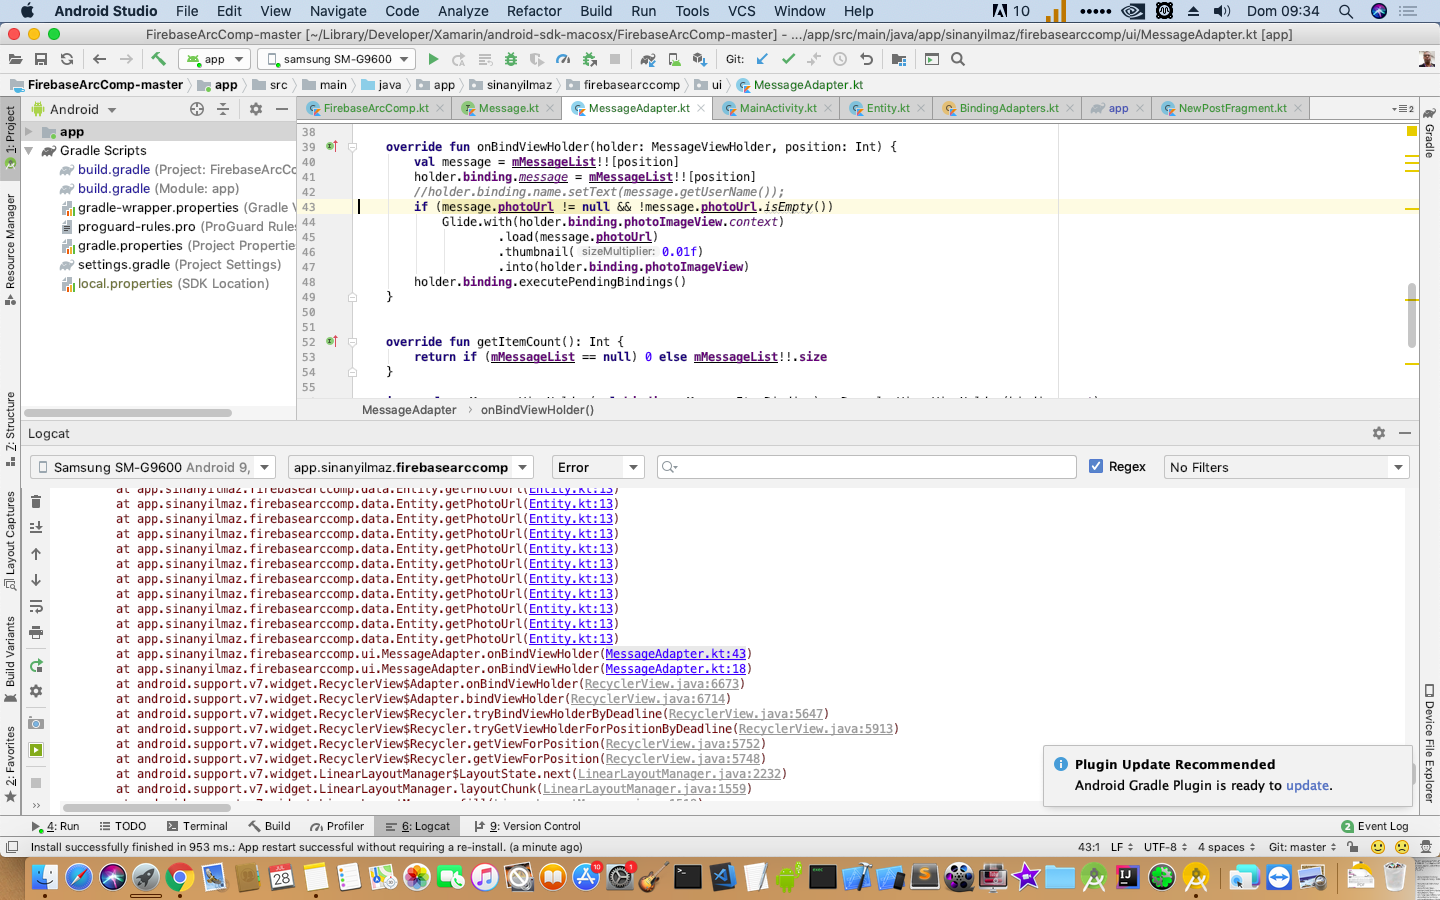 Android Studio File Edit View Navigate Code Analyze Refactor Build Run Tools VCS Window Help 10 Dom 09:34
FirebaseArcComp-master [~/Library/Developer/Xamarin/android-sdk-macosx/FirebaseArcComp-master] - .../app/src/main/java/app/sinanyilmaz/firebasearccomp/ui/MessageAdapter.kt [app]
app samsung SM-G9600 Git:
FirebaseArcComp-master app src main java app sinanyilmaz firebasearccomp ui MessageAdapter.kt
Android
FirebaseArcComp.kt Message.kt MessageAdapter.kt MainActivity.kt Entity.kt BindingAdapters.kt app NewPostFragment.kt
1: Project
Resource Manager
Z: Structure
Layout Captures
Build Variants
2: Favorites
app
Gradle Scripts
build.gradle (Project: FirebaseArcCo
build.gradle (Module: app)
gradle-wrapper.properties (Gradle V
proguard-rules.pro (ProGuard Rules
gradle.properties (Project Propertie
settings.gradle (Project Settings)
local.properties (SDK Location)
38
39 override fun onBindViewHolder(holder: MessageViewHolder, position: Int) {
40 val message = mMessageList!![position]
41 holder.binding.message = mMessageList!![position]
42 //holder.binding.name.setText(message.getUserName());
43 if (message.photoUrl != null && !message.photoUrl.isEmpty())
44 Glide.with(holder.binding.photoImageView.context)
45 .load(message.photoUrl)
46 .thumbnail( sizeMultiplier: 0.01f)
47 .into(holder.binding.photoImageView)
48 holder.binding.executePendingBindings()
49 }
50
51
52 override fun getItemCount(): Int {
53 return if (mMessageList == null) 0 else mMessageList!!.size
54 }
55
MessageAdapter › onBindViewHolder()
Gradle
Device File Explorer
Logcat
Samsung SM-G9600 Android 9, app.sinanyilmaz.firebasearccomp Error Regex No Filters
at app.sinanyilmaz.firebasearccomp.data.Entity.getPhotoUrl(Entity.kt:13)
at app.sinanyilmaz.firebasearccomp.data.Entity.getPhotoUrl(Entity.kt:13)
at app.sinanyilmaz.firebasearccomp.data.Entity.getPhotoUrl(Entity.kt:13)
at app.sinanyilmaz.firebasearccomp.data.Entity.getPhotoUrl(Entity.kt:13)
at app.sinanyilmaz.firebasearccomp.data.Entity.getPhotoUrl(Entity.kt:13)
at app.sinanyilmaz.firebasearccomp.data.Entity.getPhotoUrl(Entity.kt:13)
at app.sinanyilmaz.firebasearccomp.data.Entity.getPhotoUrl(Entity.kt:13)
at app.sinanyilmaz.firebasearccomp.data.Entity.getPhotoUrl(Entity.kt:13)
at app.sinanyilmaz.firebasearccomp.data.Entity.getPhotoUrl(Entity.kt:13)
at app.sinanyilmaz.firebasearccomp.data.Entity.getPhotoUrl(Entity.kt:13)
at app.sinanyilmaz.firebasearccomp.data.Entity.getPhotoUrl(Entity.kt:13)
at app.sinanyilmaz.firebasearccomp.ui.MessageAdapter.onBindViewHolder(MessageAdapter.kt:43)
at app.sinanyilmaz.firebasearccomp.ui.MessageAdapter.onBindViewHolder(MessageAdapter.kt:18)
at android.support.v7.widget.RecyclerView$Adapter.onBindViewHolder(RecyclerView.java:6673)
at android.support.v7.widget.RecyclerView$Adapter.bindViewHolder(RecyclerView.java:6714)
at android.support.v7.widget.RecyclerView$Recycler.tryBindViewHolderByDeadline(RecyclerView.java:5647)
at android.support.v7.widget.RecyclerView$Recycler.tryGetViewHolderForPositionByDeadline(RecyclerView.java:5913)
at android.support.v7.widget.RecyclerView$Recycler.getViewForPosition(RecyclerView.java:5752)
at android.support.v7.widget.RecyclerView$Recycler.getViewForPosition(RecyclerView.java:5748)
at android.support.v7.widget.LinearLayoutManager$LayoutState.next(LinearLayoutManager.java:2232)
at android.support.v7.widget.LinearLayoutManager.layoutChunk(LinearLayoutManager.java:1559)
Plugin Update Recommended
Android Gradle Plugin is ready to update.
4: Run TODO Terminal Build Profiler 6: Logcat 9: Version Control 2 Event Log
Install successfully finished in 953 ms.: App restart successful without requiring a re-install. (a minute ago) 43:1 LF UTF-8 4 spaces Git: master
28
10
1